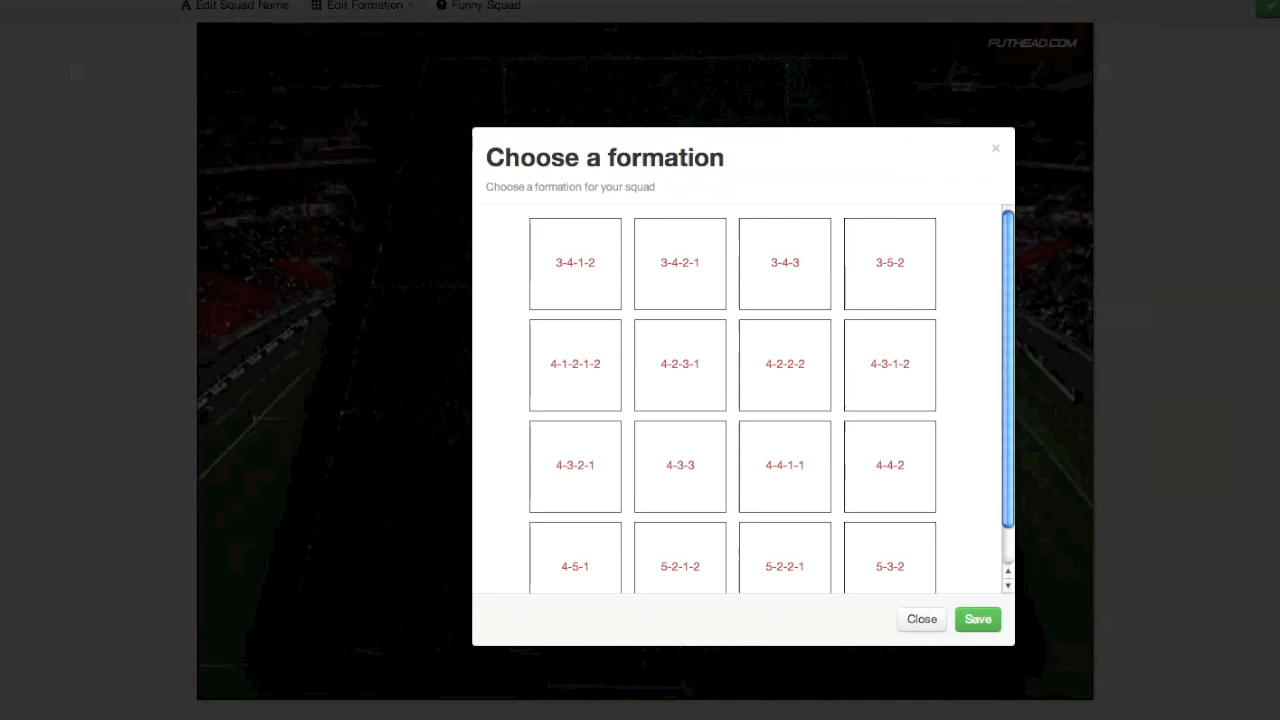 Edit Squad Name Edit Formation Funny Squad
FUTHEAD.COM
Choose a formation
×
Choose a formation for your squad
3-4-1-2 3-4-2-1 3-4-3 3-5-2
4-1-2-1-2 4-2-3-1 4-2-2-2 4-3-1-2
4-3-2-1 4-3-3 4-4-1-1 4-4-2
4-5-1 5-2-1-2 5-2-2-1 5-3-2
Close Save